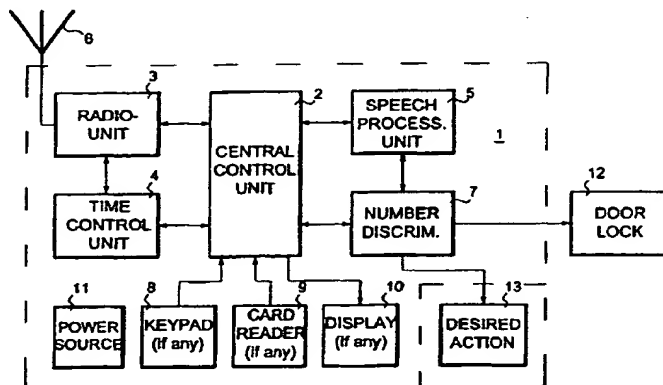 6
3
RADIO-
UNIT
2
CENTRAL
CONTROL
UNIT
5
SPEECH
PROCESS.
UNIT
1
4
TIME
CONTROL
UNIT
7
NUMBER
DISCRIM.
12
DOOR
LOCK
11
POWER
SOURCE
8
KEYPAD
(if any)
9
CARD
READER
(if any)
10
DISPLAY
(if any)
13
DESIRED
ACTION